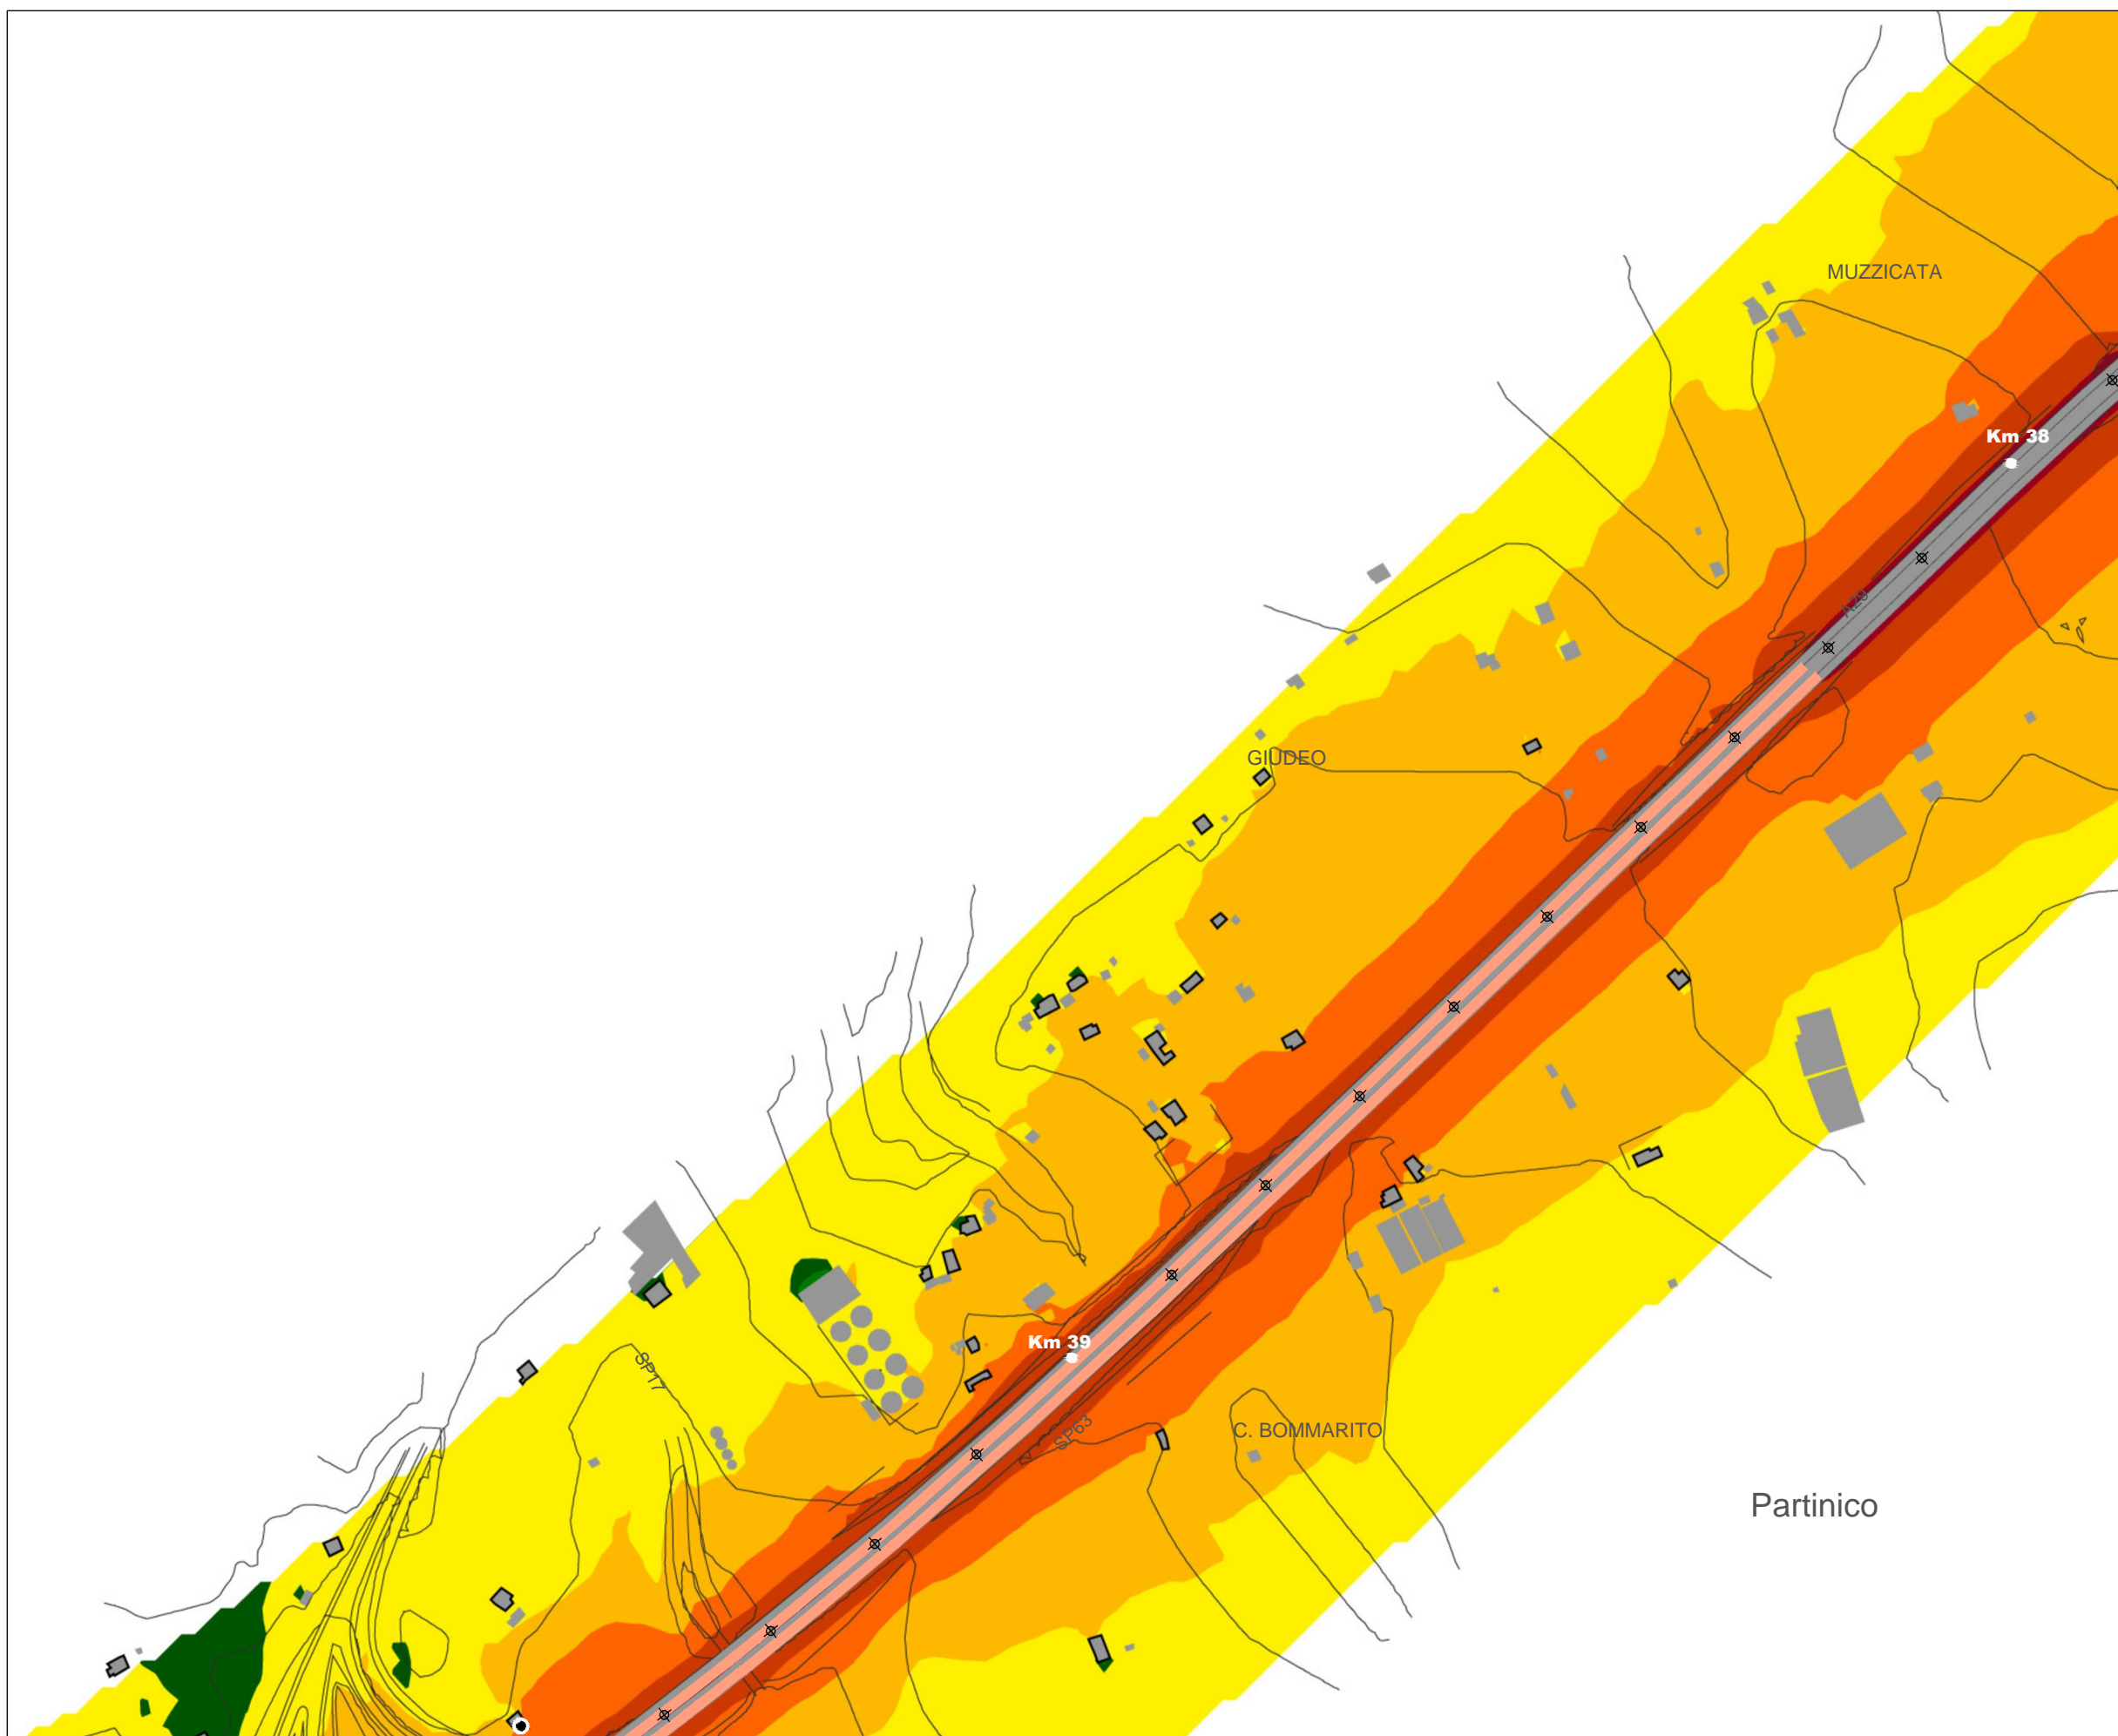 MUZZICATA
Km 38
A29
GIUDEO
Km 39
SP17
SP63
C. BOMMARITO
Partinico